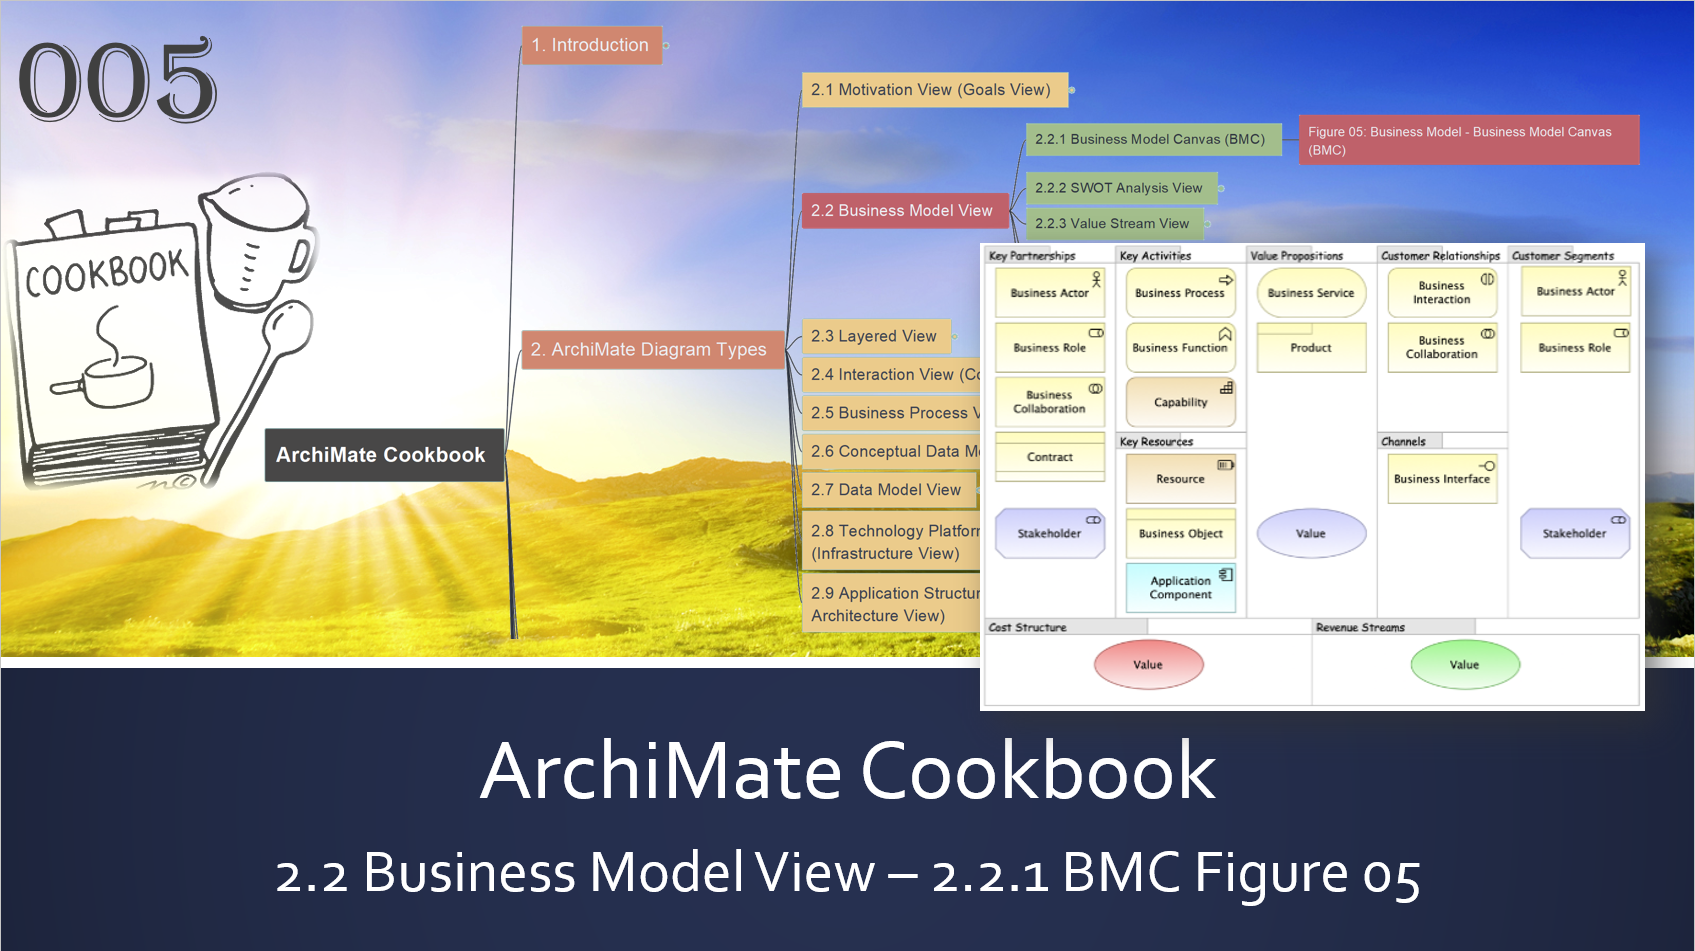 005
COOKBOOK
ArchiMate Cookbook
1. Introduction
2. ArchiMate Diagram Types
2.1 Motivation View (Goals View)
2.2 Business Model View
2.2.1 Business Model Canvas (BMC)
Figure 05: Business Model - Business Model Canvas
(BMC)
2.2.2 SWOT Analysis View
2.2.3 Value Stream View
2.3 Layered View
2.4 Interaction View
2.5 Business Process
2.6 Conceptual Data
2.7 Data Model View
2.8 Technology
(Infrastructure View)
2.9 Application
Architecture View)
Key Partnerships
Business Actor
Business Role
Business
Collaboration
Contract
Stakeholder
Key Activities
Business Process
Business Function
Capability
Key Resources
Resource
Business Object
Application
Component
Value Propositions
Business Service
Product
Value
Customer Relationships
Business
Interaction
Business
Collaboration
Channels
Business Interface
Customer Segments
Business Actor
Business Role
Stakeholder
Cost Structure
Value
Revenue Streams
Value
ArchiMate Cookbook
2.2 Business Model View – 2.2.1 BMC Figure 05